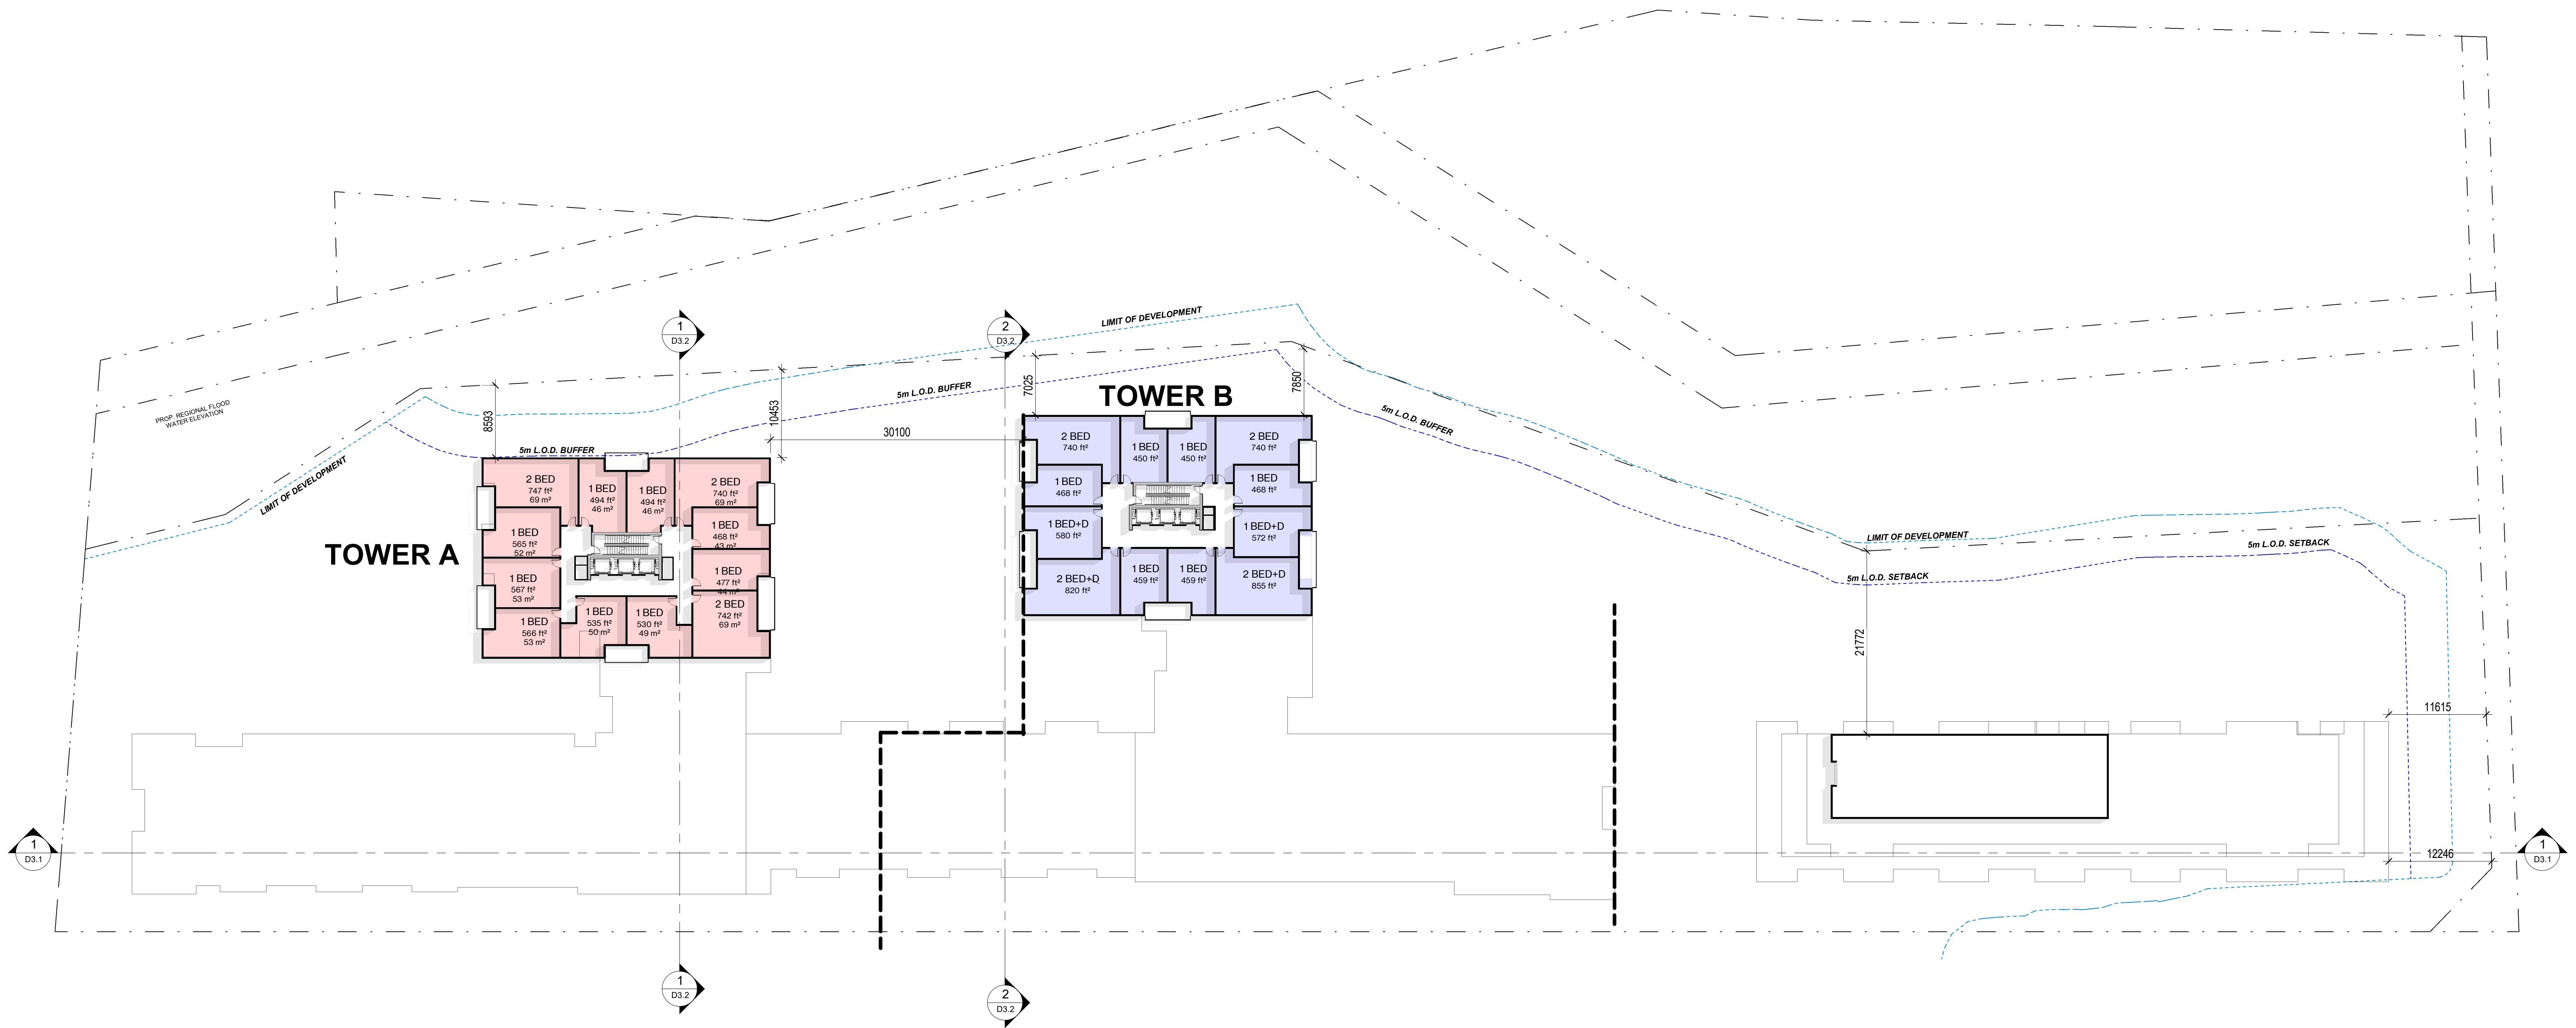 1
D3.2
2
D3.2
LIMIT OF DEVELOPMENT
7025
7850
TOWER B
5m L.O.D. BUFFER
8593
10453
PROP. REGIONAL FLOOD
WATER ELEVATION
5m L.O.D. BUFFER
30100
5m L.O.D. BUFFER
LIMIT OF DEVELOPMENT
TOWER A
2 BED
747 ft²
69 m²
1 BED
494 ft²
46 m²
1 BED
494 ft²
46 m²
2 BED
740 ft²
69 m²
1 BED
565 ft²
52 m²
1 BED
468 ft²
43 m²
1 BED
567 ft²
53 m²
1 BED
477 ft²
44 m²
1 BED
566 ft²
53 m²
1 BED
535 ft²
50 m²
1 BED
530 ft²
49 m²
2 BED
742 ft²
69 m²
2 BED
740 ft²
1 BED
450 ft²
1 BED
450 ft²
2 BED
740 ft²
1 BED
468 ft²
1 BED
468 ft²
1 BED+D
580 ft²
1 BED+D
572 ft²
2 BED+D
820 ft²
1 BED
459 ft²
1 BED
459 ft²
2 BED+D
855 ft²
LIMIT OF DEVELOPMENT
5m L.O.D. SETBACK
5m L.O.D. SETBACK
21772
11615
12246
1
D3.1
1
D3.1
1
D3.2
2
D3.2